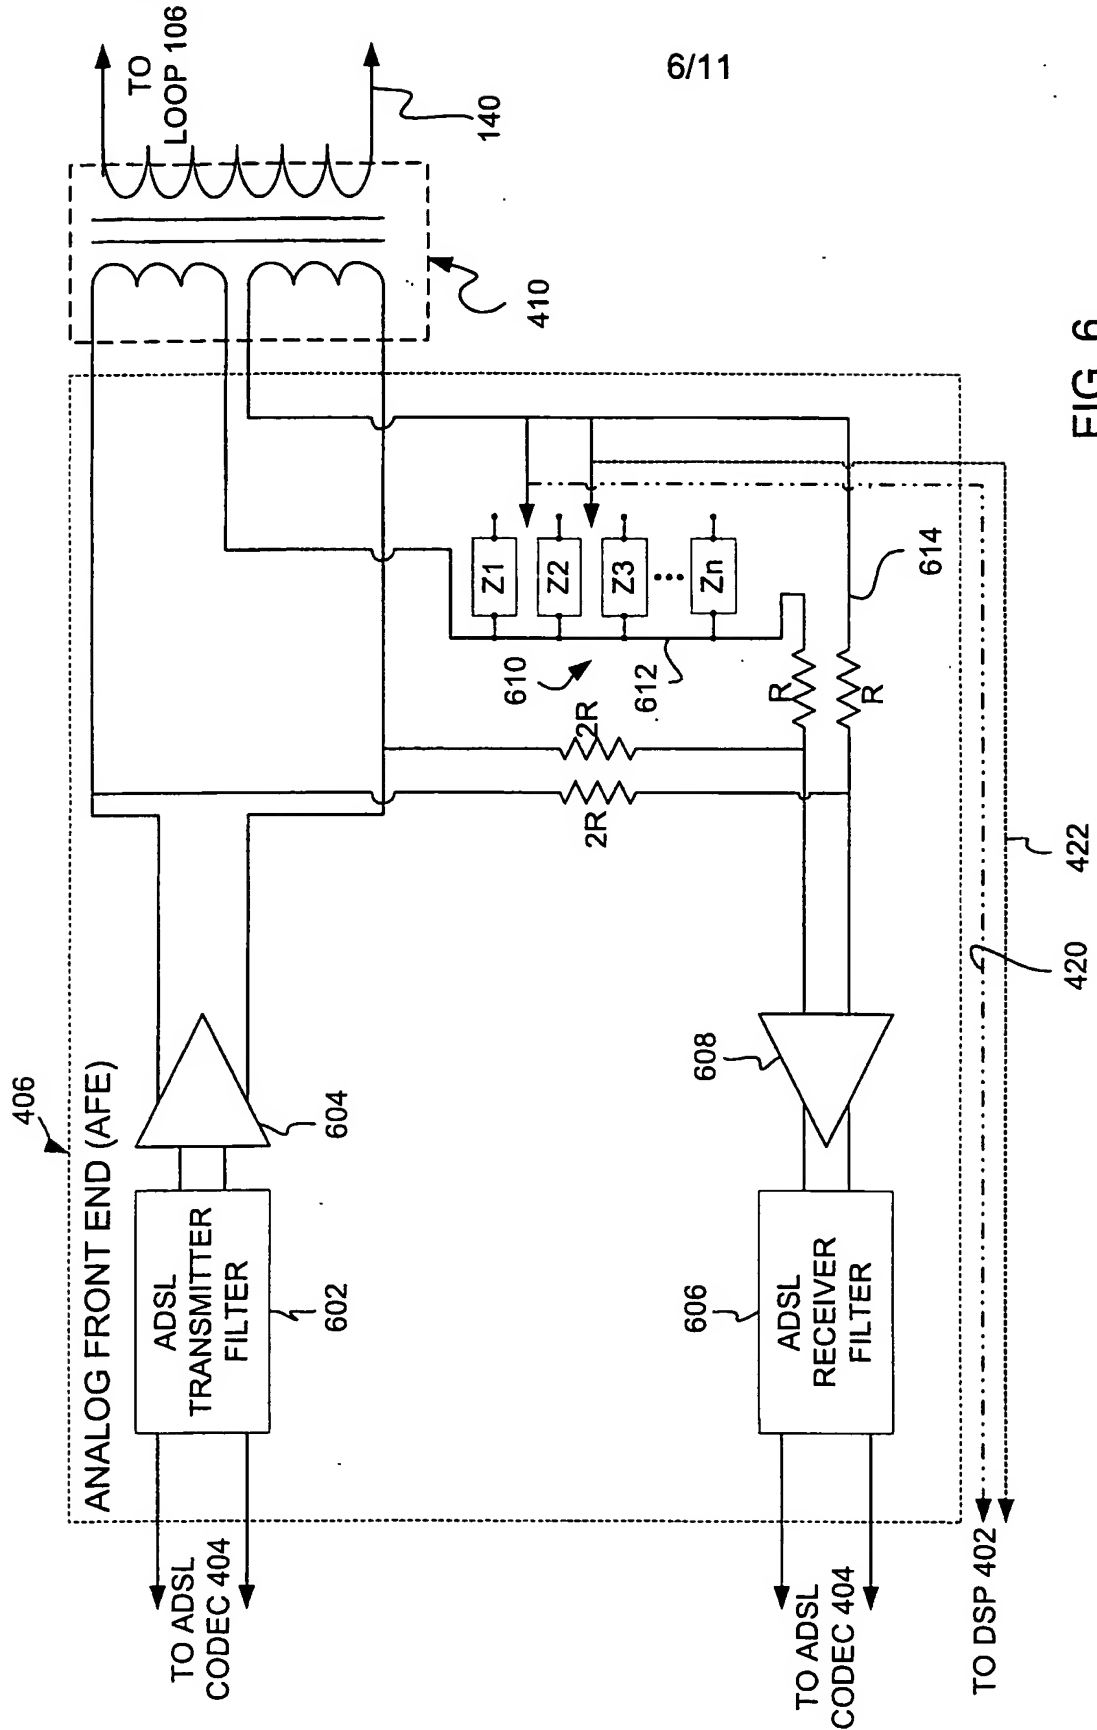 6/11
ANALOG FRONT END (AFE)
406
TO ADSL
CODEC 404
ADSL
TRANSMITTER
FILTER
602
604
TO
LOOP 106
140
410
2R
2R
610
612
Z1
Z2
Z3
Zn
R
R
614
TO ADSL
CODEC 404
ADSL
RECEIVER
FILTER
606
608
TO DSP 402
420
422
FIG. 6